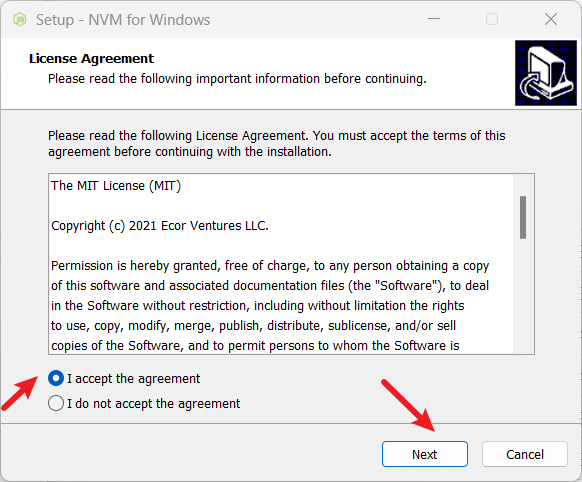 Setup - NVM for Windows
License Agreement
Please read the following important information before continuing.
Please read the following License Agreement. You must accept the terms of this
agreement before continuing with the installation.
The MIT License (MIT)
Copyright (c) 2021 Ecor Ventures LLC.
Permission is hereby granted, free of charge, to any person obtaining a copy
of this software and associated documentation files (the "Software"), to deal
in the Software without restriction, including without limitation the rights
to use, copy, modify, merge, publish, distribute, sublicense, and/or sell
copies of the Software, and to permit persons to whom the Software is
I accept the agreement
I do not accept the agreement
Next
Cancel